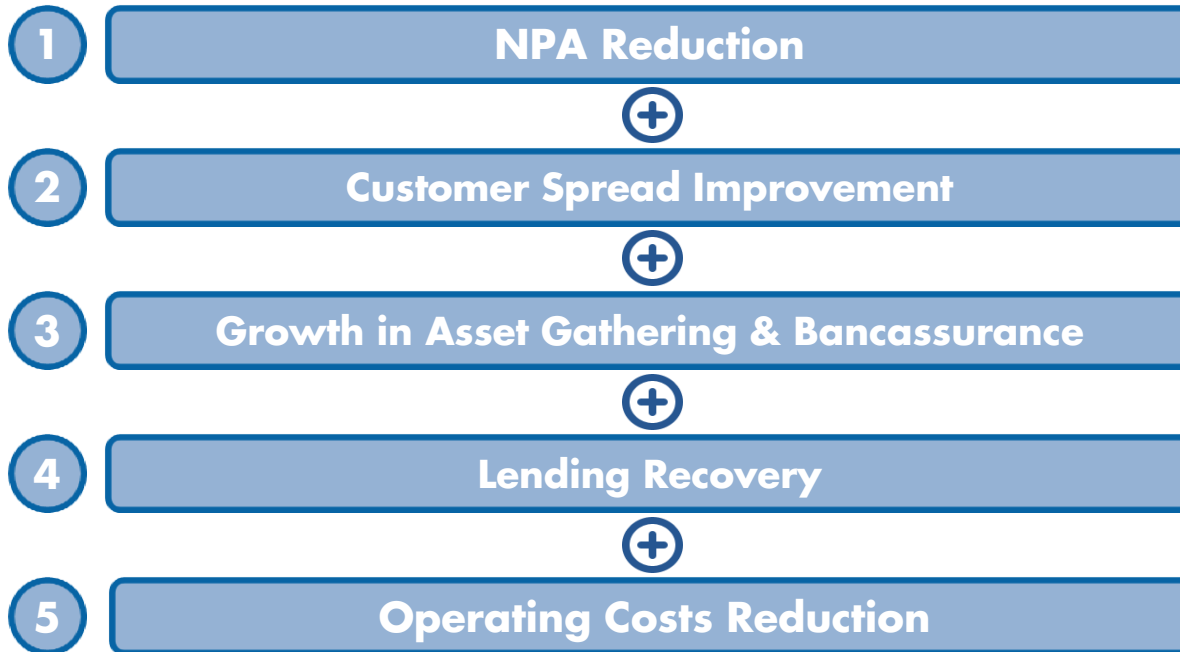 1
NPA Reduction
2
Customer Spread Improvement
3
Growth in Asset Gathering & Bancassurance
4
Lending Recovery
5
Operating Costs Reduction